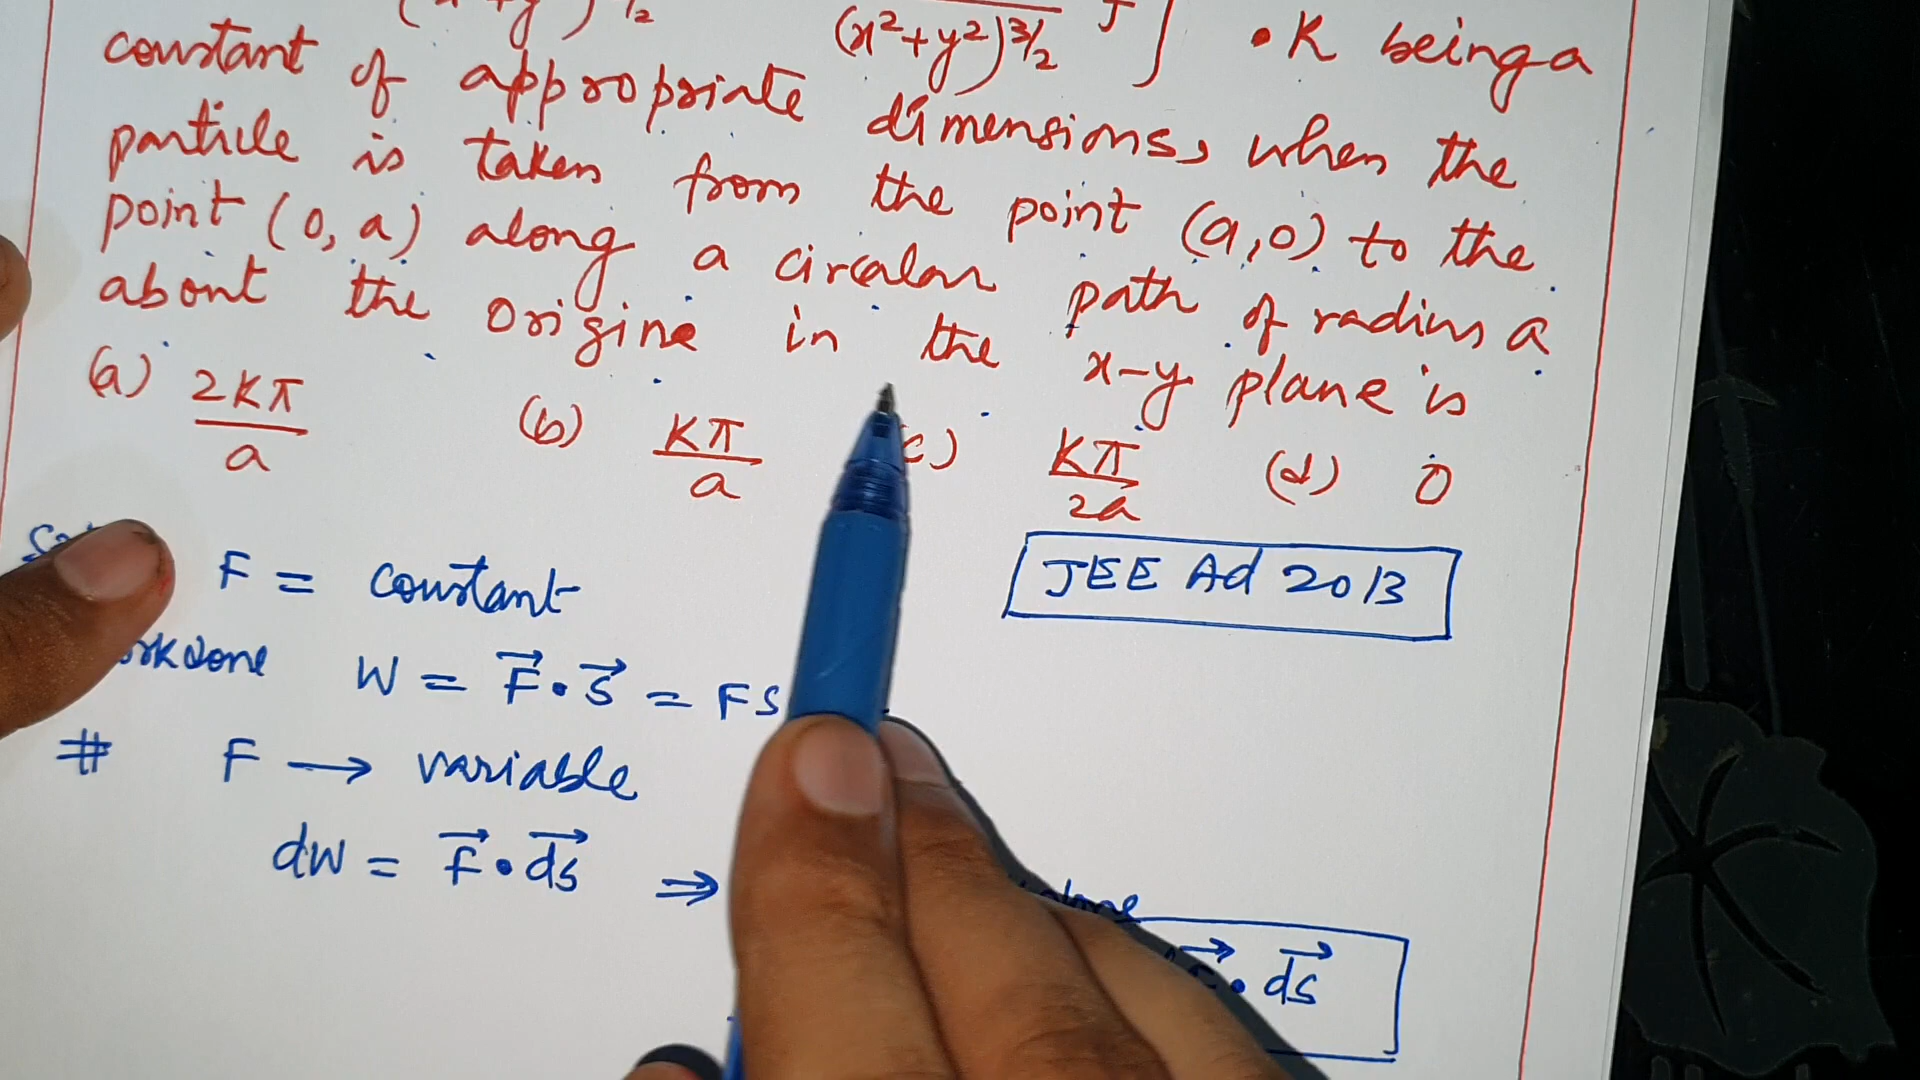 (x²+y²)^3/2 j ] • K being a
constant of appropriate dimensions, when the
particle is taken from the point (a,0) to the
point (0, a) along a circular path of radius a
about the origine in the x-y plane is
(a) 2Kπ/a (b) Kπ/a c) Kπ/2a (d) 0
F = constant
JEE Ad 2013
W = F⃗ • s⃗ = FS
# F → variable
dW = F⃗ • ds⃗ ⇒
• ds⃗